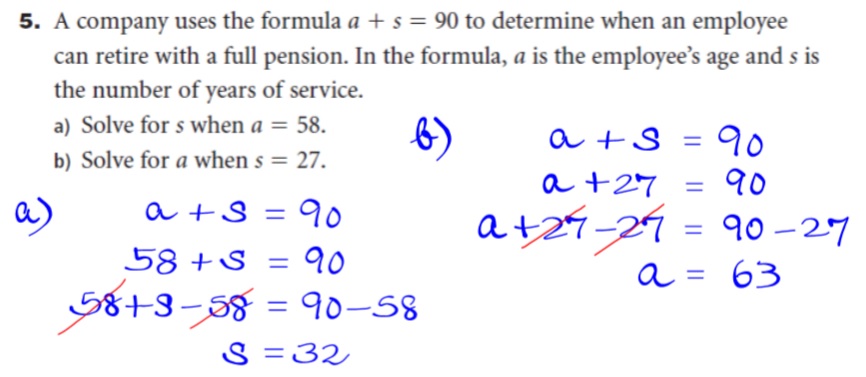 5. A company uses the formula a + s = 90 to determine when an employee
can retire with a full pension. In the formula, a is the employee's age and s is
the number of years of service.
a) Solve for s when a = 58.
b) Solve for a when s = 27.
a)
a + s = 90
58 + s = 90
58 + s - 58 = 90 - 58
s = 32
b)
a + s = 90
a + 27 = 90
a + 27 - 27 = 90 - 27
a = 63